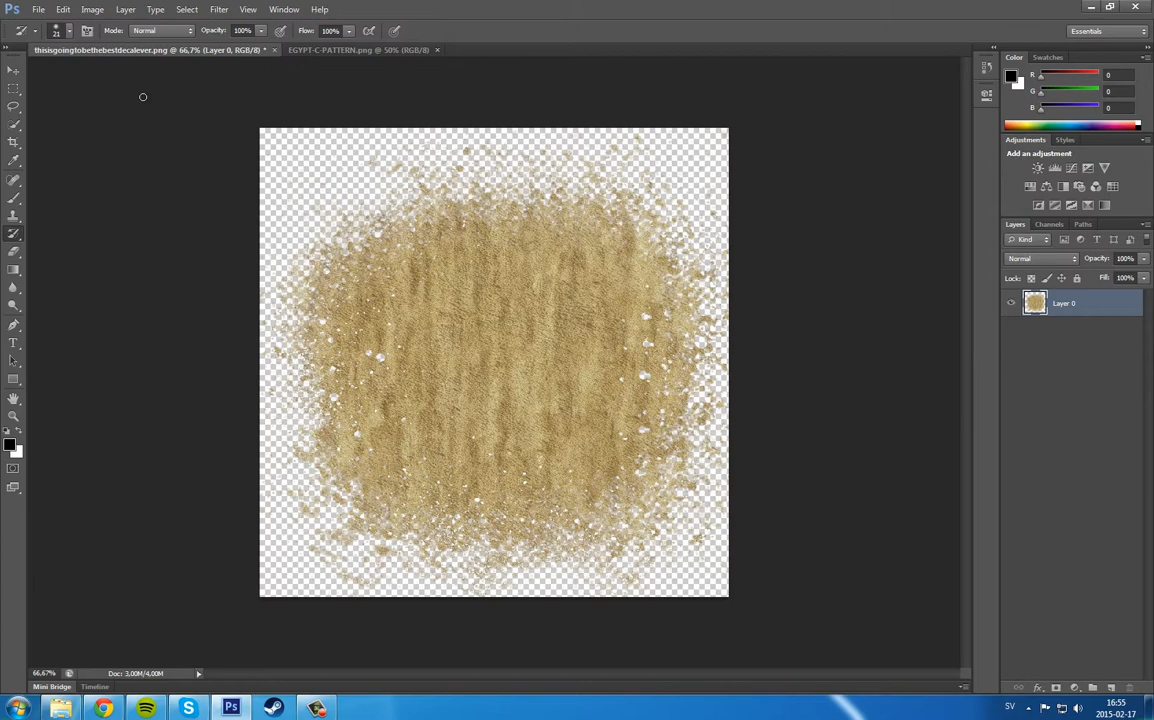 Ps File Edit Image Layer Type Select Filter View Window Help
21 Mode: Normal Opacity: 100% Flow: 100% Essentials
thisisgoingtobethebestdecalever.png @ 66,7% (Layer 0, RGB/8) * × EGYPT-C-PATTERN.png @ 50% (RGB/8) ×
Color Swatches
R 0
G 0
B 0
Adjustments Styles
Add an adjustment
Layers Channels Paths
Kind
Normal Opacity: 100%
Lock: Fill: 100%
Layer 0
66,67% Doc: 3,00M/4,00M
Mini Bridge Timeline
SV 16:55
2015-02-17